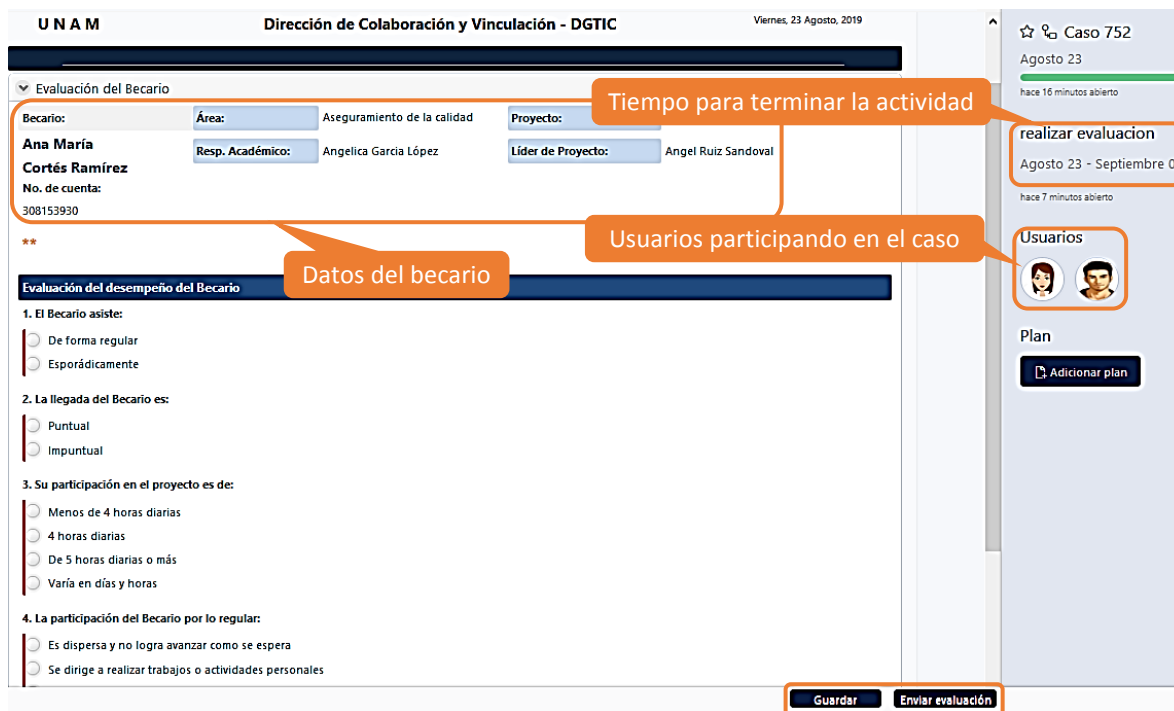 UNAM
Dirección de Colaboración y Vinculación - DGTIC
Viernes, 23 Agosto, 2019
Evaluación del Becario
Becario:
Área:
Aseguramiento de la calidad
Proyecto:
Ana María
Cortés Ramírez
Resp. Académico:
Angelica Garcia López
Líder de Proyecto:
Angel Ruiz Sandoval
No. de cuenta:
308153930
**
Datos del becario
Evaluación del desempeño del Becario
1. El Becario asiste:
De forma regular
Esporádicamente
2. La llegada del Becario es:
Puntual
Impuntual
3. Su participación en el proyecto es de:
Menos de 4 horas diarias
4 horas diarias
De 5 horas diarias o más
Varía en días y horas
4. La participación del Becario por lo regular:
Es dispersa y no logra avanzar como se espera
Se dirige a realizar trabajos o actividades personales
Guardar
Enviar evaluación
Caso 752
Agosto 23
hace 16 minutos abierto
Tiempo para terminar la actividad
realizar evaluacion
Agosto 23 - Septiembre 0
hace 7 minutos abierto
Usuarios participando en el caso
Usuarios
Plan
Adicionar plan